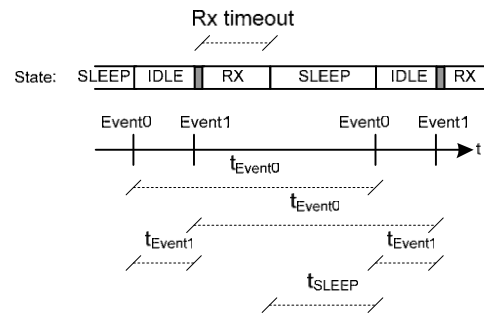 Rx timeout
State: SLEEP IDLE RX SLEEP IDLE RX
Event0 Event1 Event0 Event1
t
tEvent0
tEvent0
tEvent1 tEvent1
tSLEEP